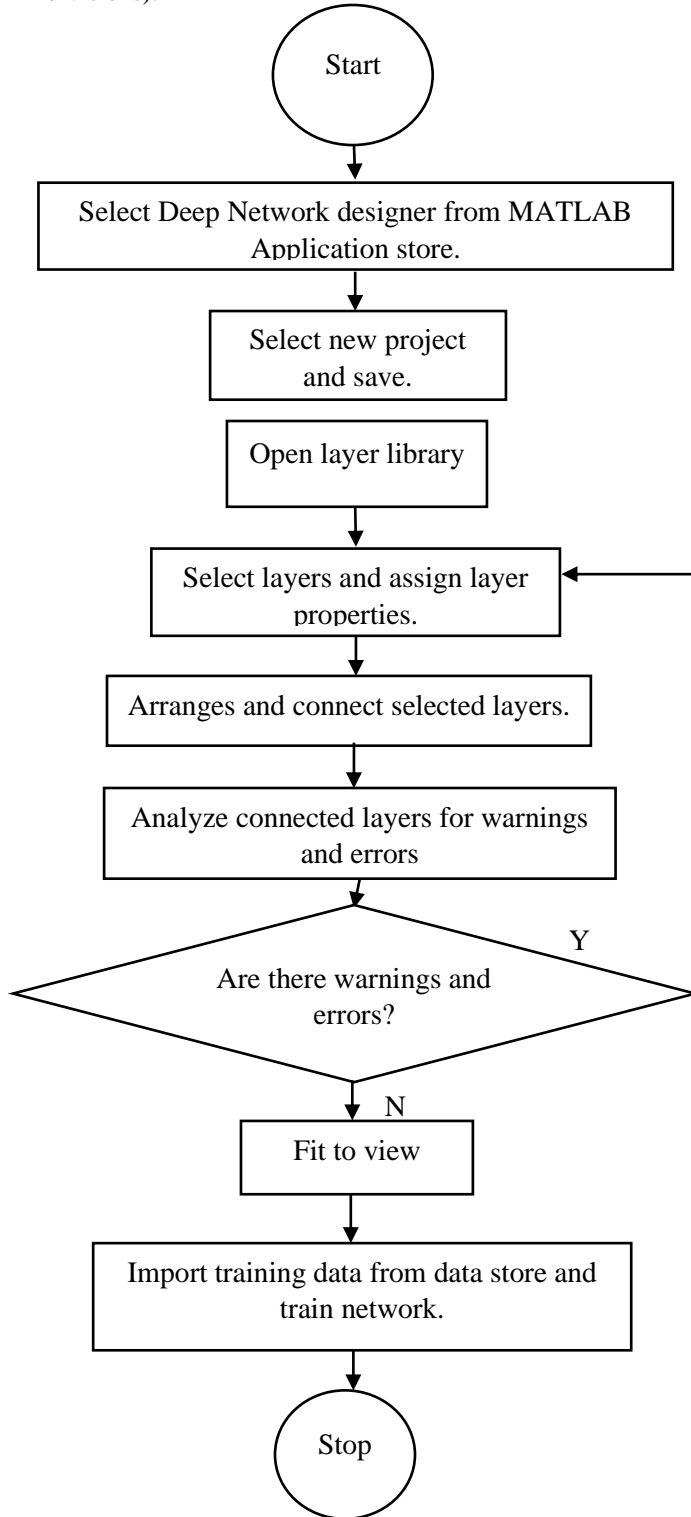 Start
Select Deep Network designer from MATLAB
Application store.
Select new project
and save.
Open layer library
Select layers and assign layer
properties.
Arranges and connect selected layers.
Analyze connected layers for warnings
and errors
Y
Are there warnings and
errors?
N
Fit to view
Import training data from data store and
train network.
Stop